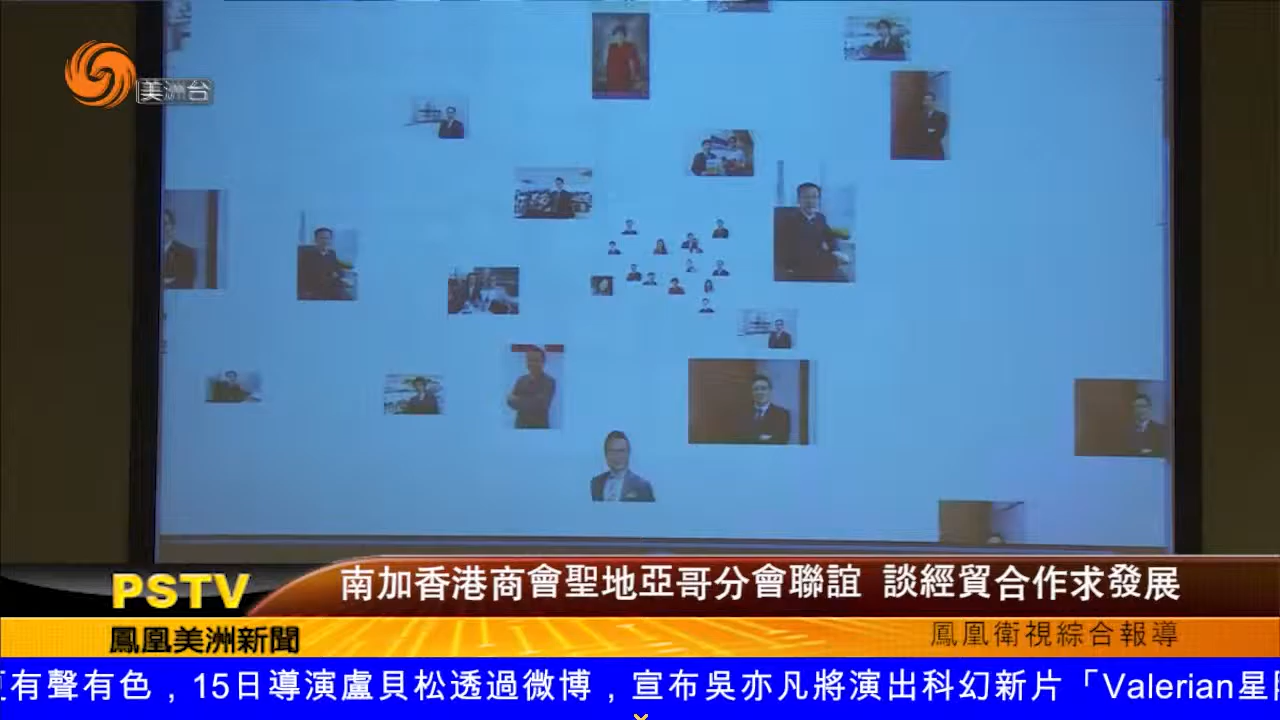 美洲台
南加香港商會聖地亞哥分會聯誼 談經貿合作求發展
PSTV
鳳凰美洲新聞
鳳凰衛視綜合報導
有聲有色，15日導演盧貝松透過微博，宣布吳亦凡將演出科幻新片「Valerian星